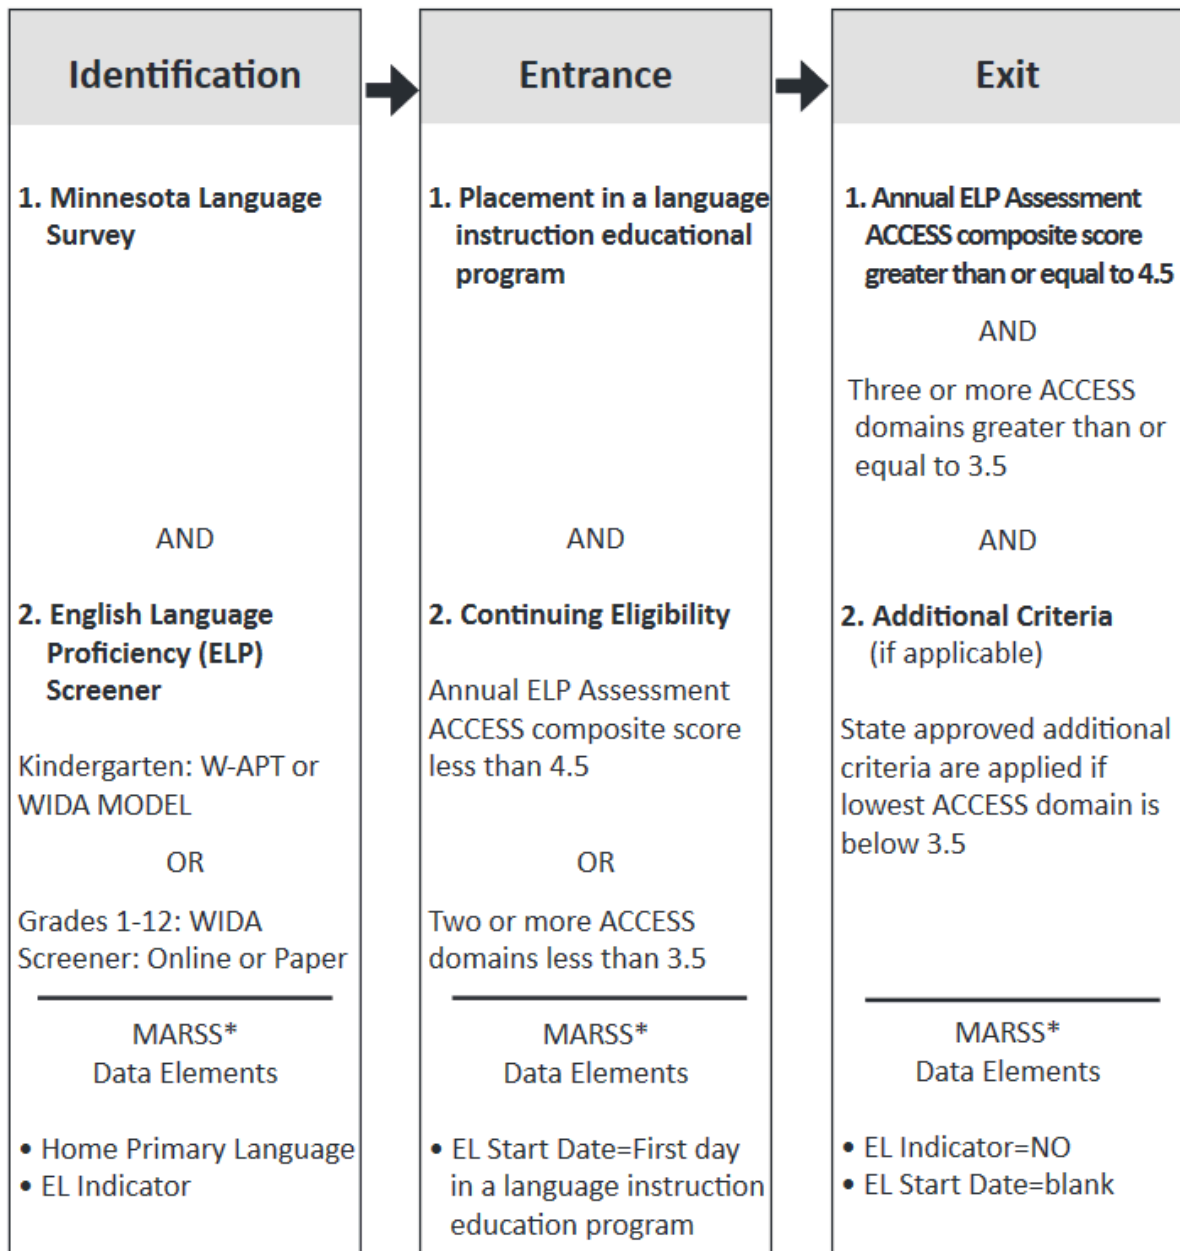 Identification
1. Minnesota Language
Survey
AND
2. English Language
Proficiency (ELP)
Screener
Kindergarten: W-APT or
WIDA MODEL
OR
Grades 1-12: WIDA
Screener: Online or Paper
MARSS*
Data Elements
• Home Primary Language
• EL Indicator
Entrance
1. Placement in a language
instruction educational
program
AND
2. Continuing Eligibility
Annual ELP Assessment
ACCESS composite score
less than 4.5
OR
Two or more ACCESS
domains less than 3.5
MARSS*
Data Elements
• EL Start Date=First day
in a language instruction
education program
Exit
1. Annual ELP Assessment
ACCESS composite score
greater than or equal to 4.5
AND
Three or more ACCESS
domains greater than or
equal to 3.5
AND
2. Additional Criteria
(if applicable)
State approved additional
criteria are applied if
lowest ACCESS domain is
below 3.5
MARSS*
Data Elements
• EL Indicator=NO
• EL Start Date=blank